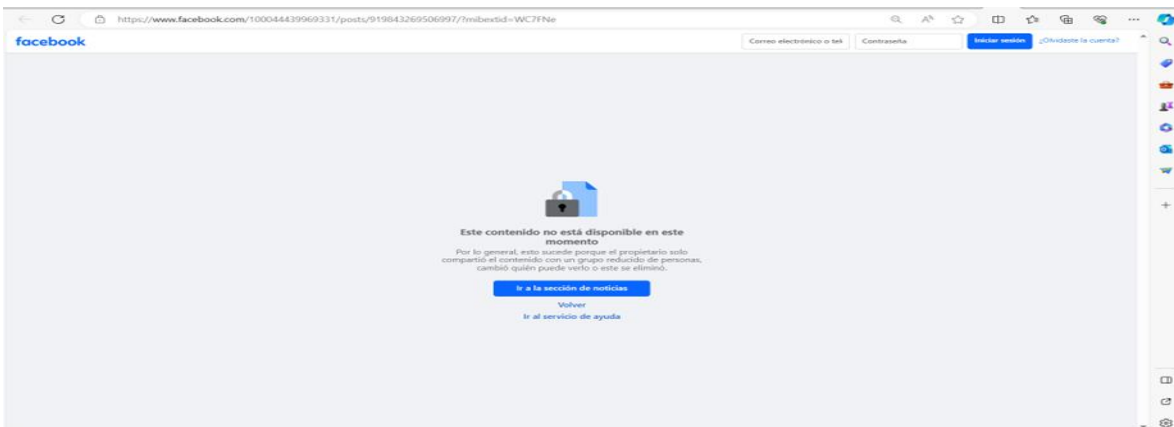 https://www.facebook.com/100044439969331/posts/919843269506997/?mibextid=WC7FNe
facebook
Correo electrónico o tel
Contraseña
Iniciar sesión
¿Olvidaste la cuenta?
Este contenido no está disponible en este
momento
Por lo general, esto sucede porque el propietario solo
compartió el contenido con un grupo reducido de personas,
cambió quién puede verlo o este se eliminó.
Ir a la sección de noticias
Volver
Ir al servicio de ayuda